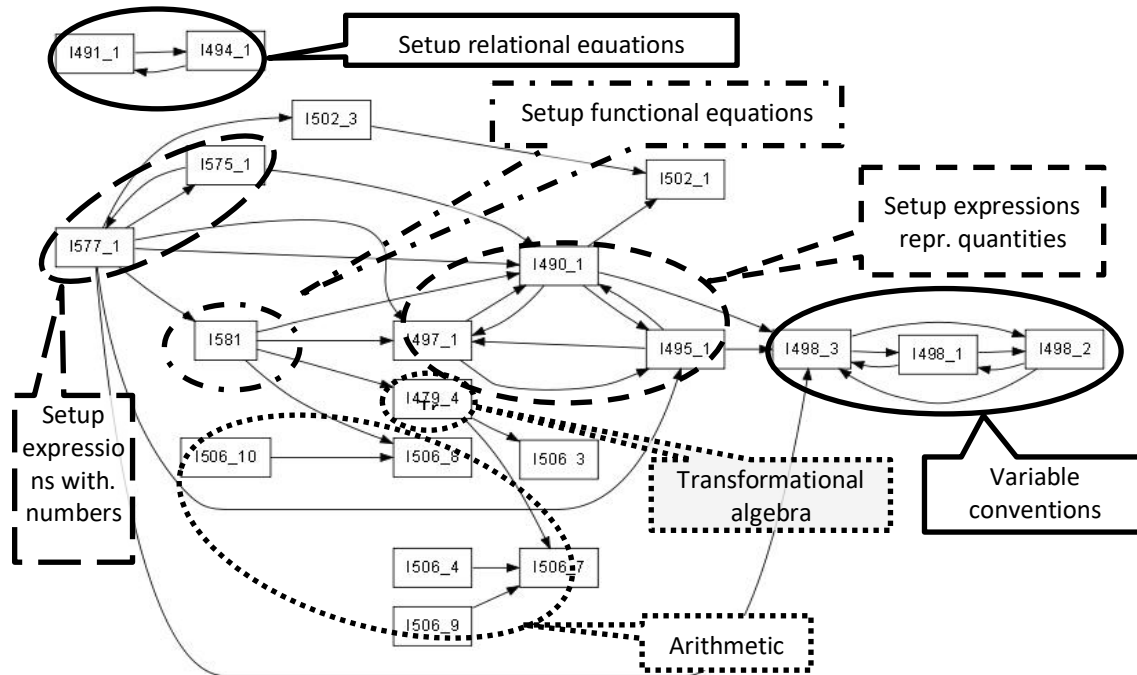 Setup relational equations
I491_1
I494_1
Setup functional equations
I502_3
I575_1
I502_1
Setup expressions
repr. quantities
I577_1
I490_1
I581
I497_1
I495_1
I498_3
I498_1
I498_2
I479_4
Setup
expressio
ns with.
numbers
I506_10
I506_8
I506_3
Transformational
algebra
Variable
conventions
I506_4
I506_7
I506_9
Arithmetic